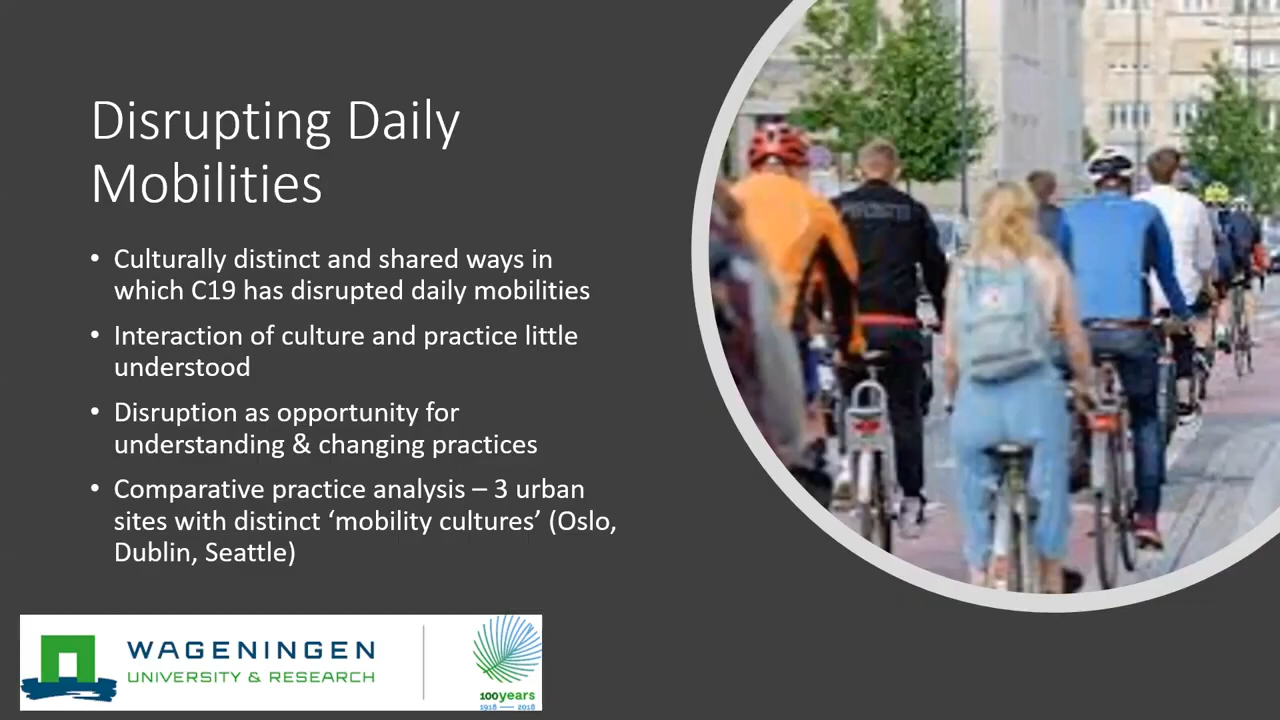 Disrupting Daily
Mobilities
• Culturally distinct and shared ways in
which C19 has disrupted daily mobilities
• Interaction of culture and practice little
understood
• Disruption as opportunity for
understanding & changing practices
• Comparative practice analysis – 3 urban
sites with distinct ‘mobility cultures’ (Oslo,
Dublin, Seattle)
WAGENINGEN
UNIVERSITY & RESEARCH
100years
1918 — 2018